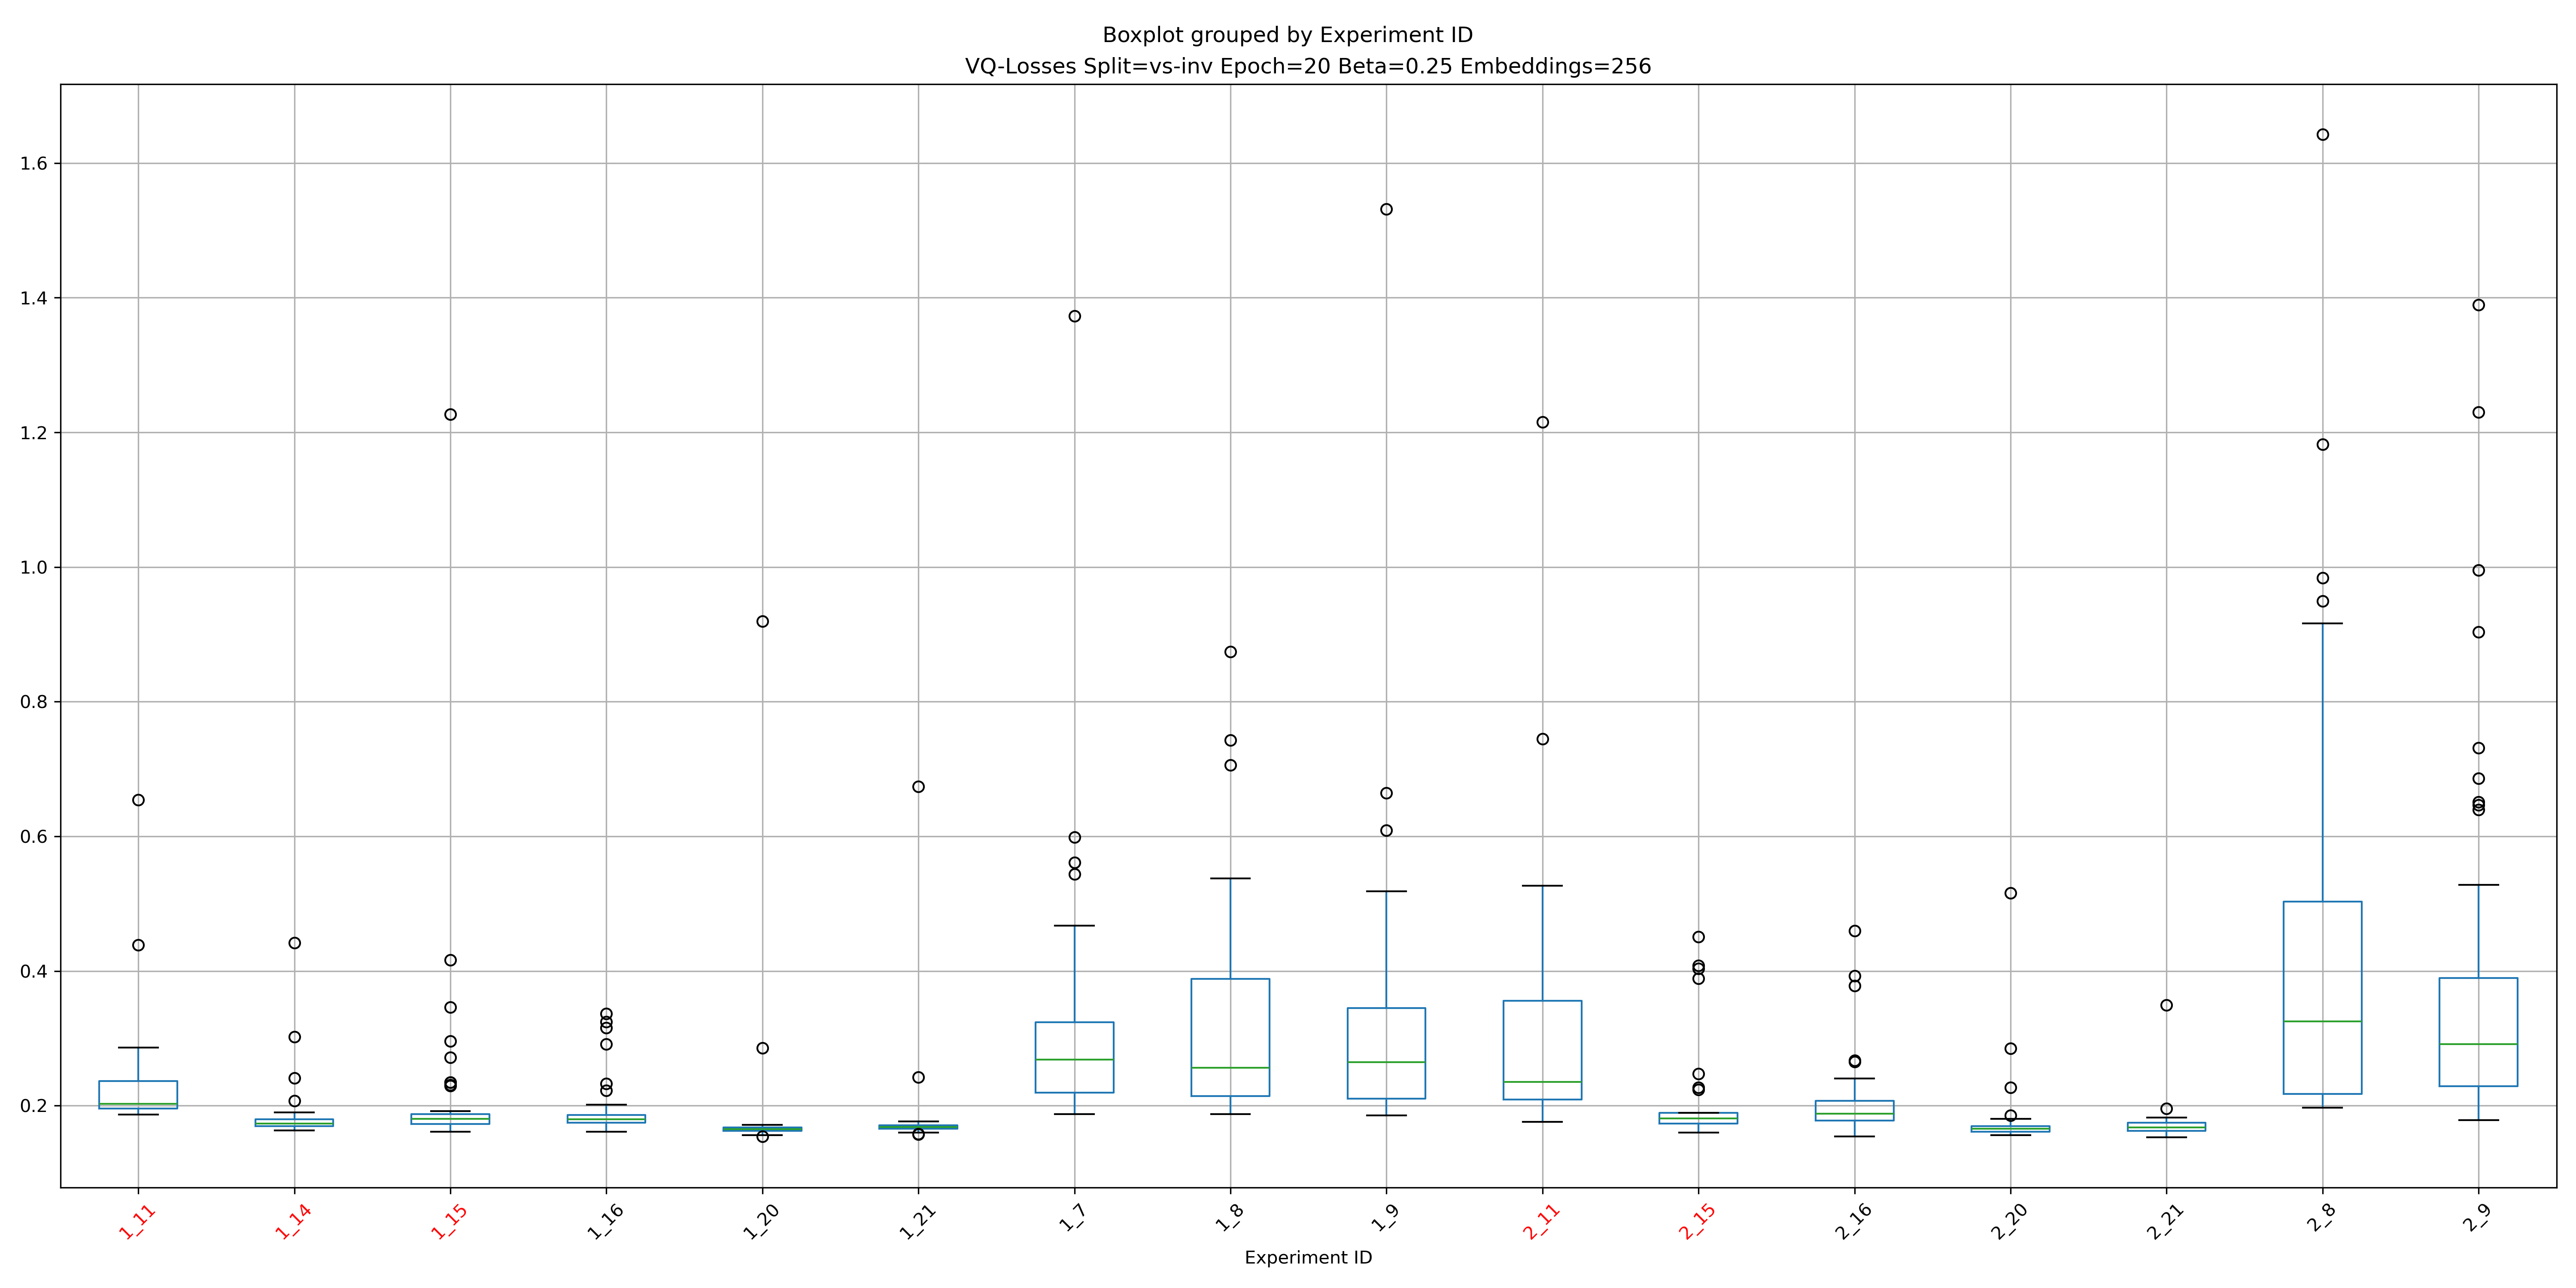 Boxplot grouped by Experiment ID
VQ-Losses Split=vs-inv Epoch=20 Beta=0.25 Embeddings=256
1.6
1.4
1.2
1.0
0.8
0.6
0.4
0.2
1_11 1_14 1_15 1_16 1_20 1_21 1_7 1_8 1_9 2_11 2_15 2_16 2_20 2_21 2_8 2_9
Experiment ID